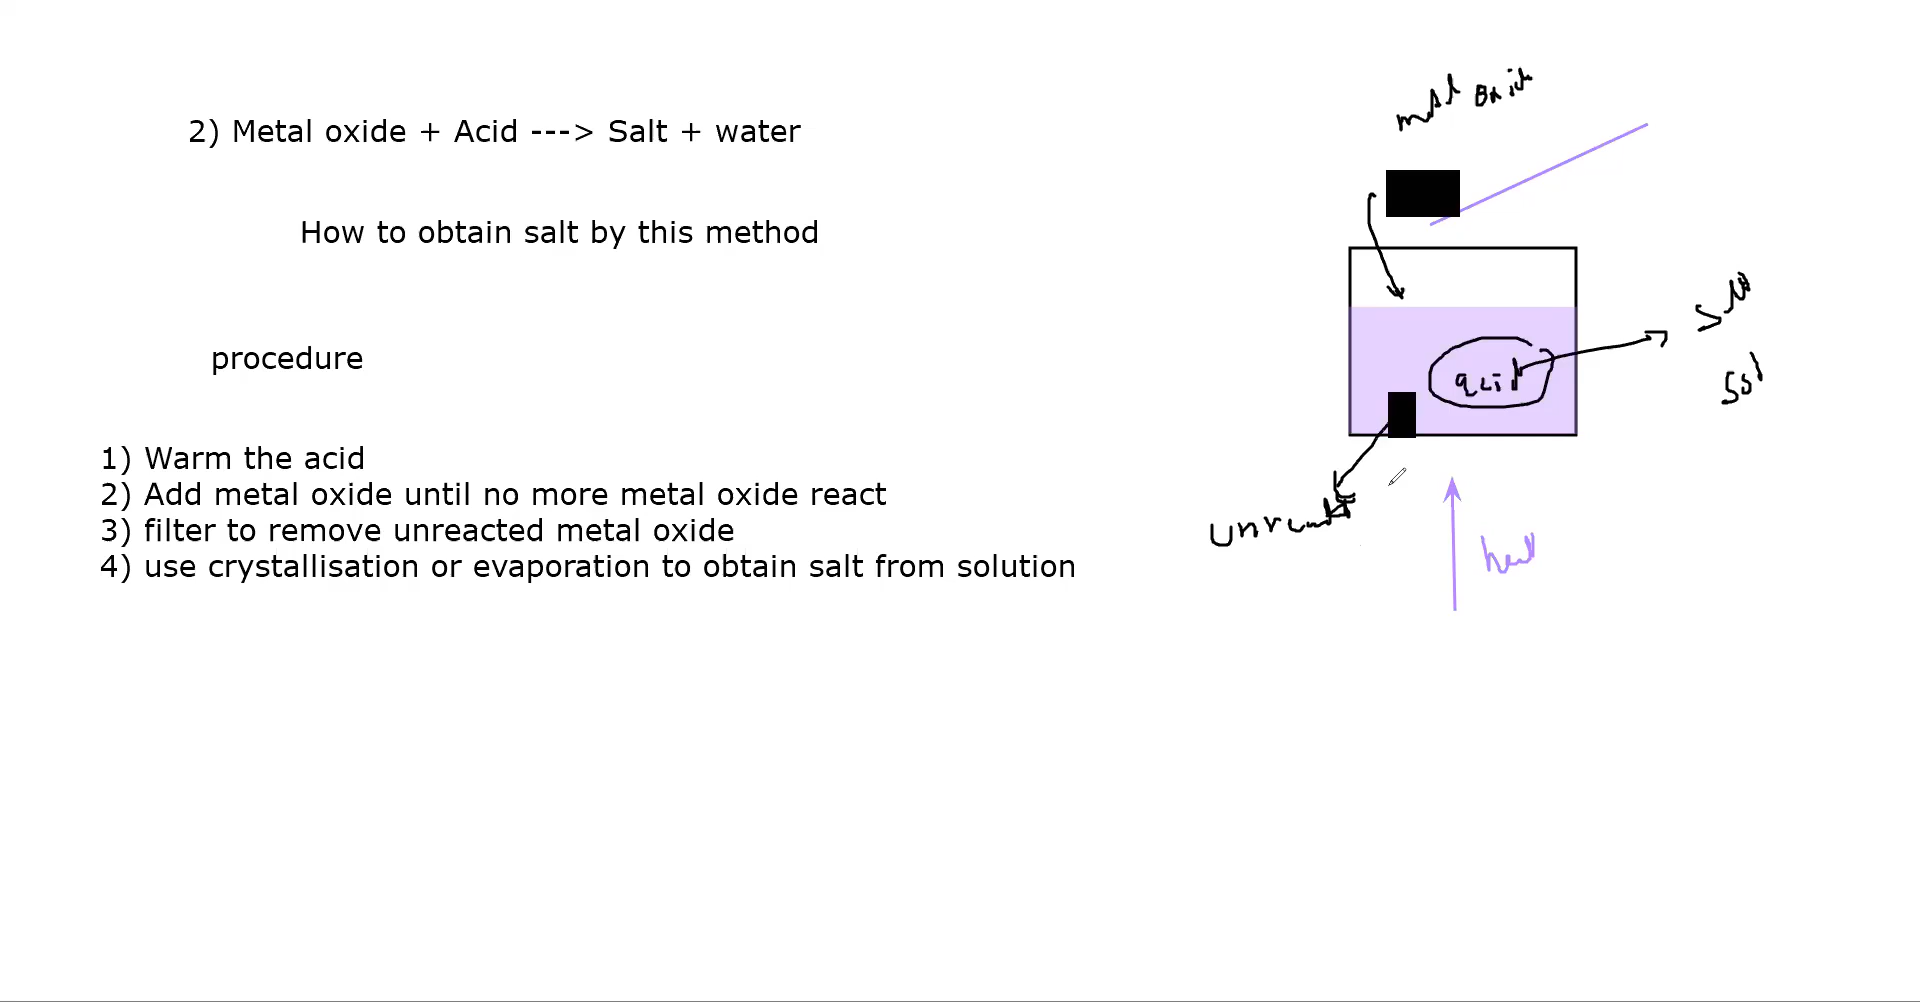 2) Metal oxide + Acid ---> Salt + water
How to obtain salt by this method
procedure
1) Warm the acid
2) Add metal oxide until no more metal oxide react
3) filter to remove unreacted metal oxide
4) use crystallisation or evaporation to obtain salt from solution
acid